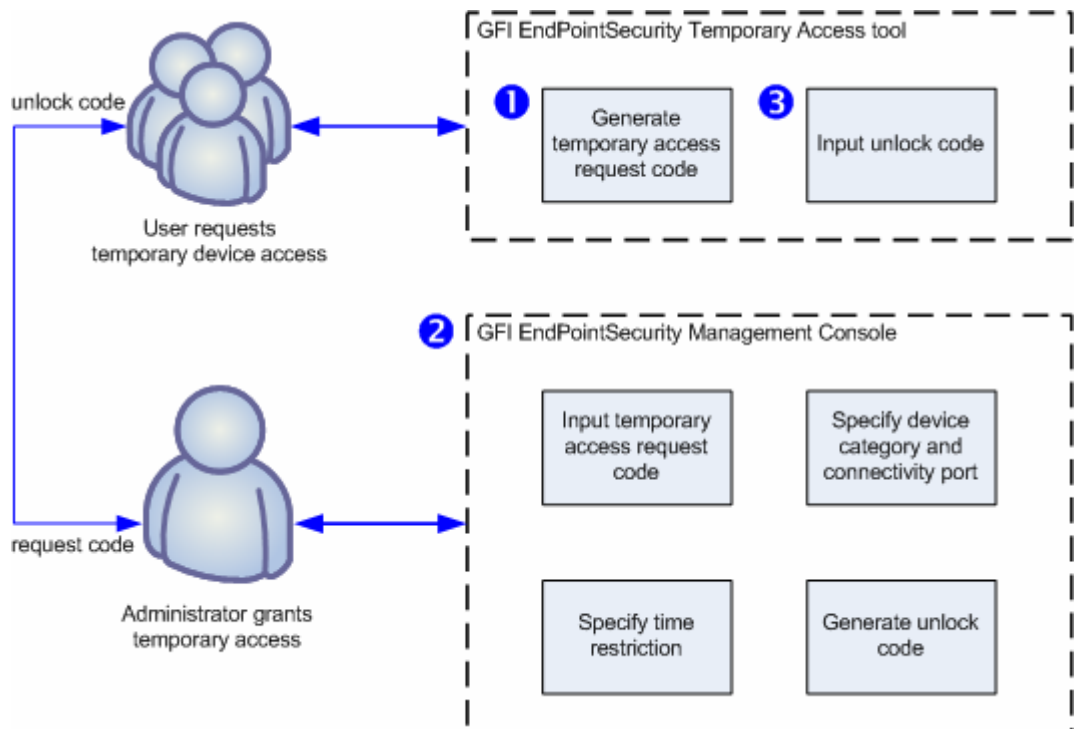 GFI EndPointSecurity Temporary Access tool
unlock code
1
Generate
temporary access
request code
3
Input unlock code
User requests
temporary device access
2
GFI EndPointSecurity Management Console
Input temporary
access request
code
Specify device
category and
connectivity port
request code
Administrator grants
temporary access
Specify time
restriction
Generate unlock
code